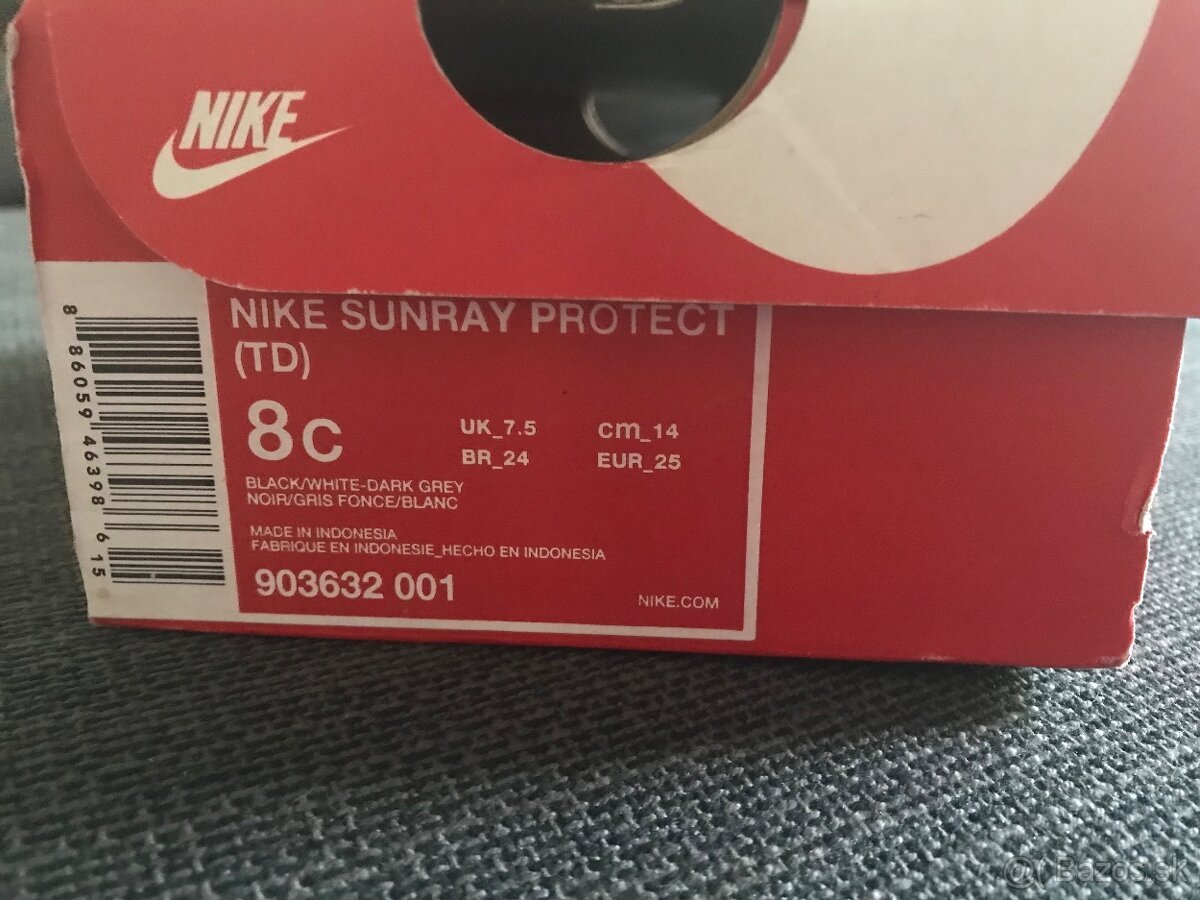 NIKE
NIKE SUNRAY PROTECT
(TD)
8C
UK_7.5 cm_14
BR_24 EUR_25
BLACK/WHITE-DARK GREY
NOIR/GRIS FONCE/BLANC
MADE IN INDONESIA
FABRIQUE EN INDONESIE_HECHO EN INDONESIA
903632 001
NIKE.COM
8 86059 46398 6 15
Bazos.sk